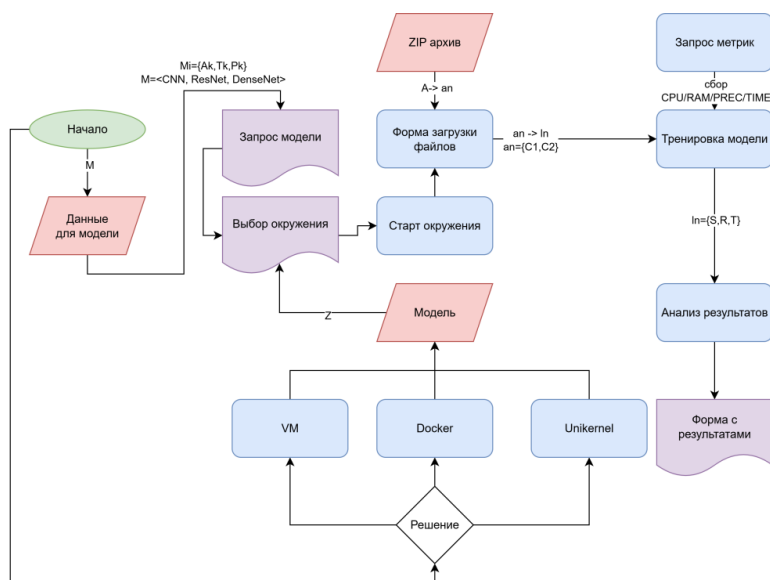 ZIP архив
Запрос метрик
Mi={Ak,Tk,Pk}
M=<CNN, ResNet, DenseNet>
A-> an
сбор
CPU/RAM/PREC/TIME
Начало
Запрос модели
Форма загрузки
файлов
an -> ln
an={C1,C2}
Тренировка модели
M
Данные
для модели
Выбор окружения
Старт окружения
ln={S,R,T}
Z
Модель
Анализ результатов
VM
Docker
Unikernel
Форма с
результатами
Решение